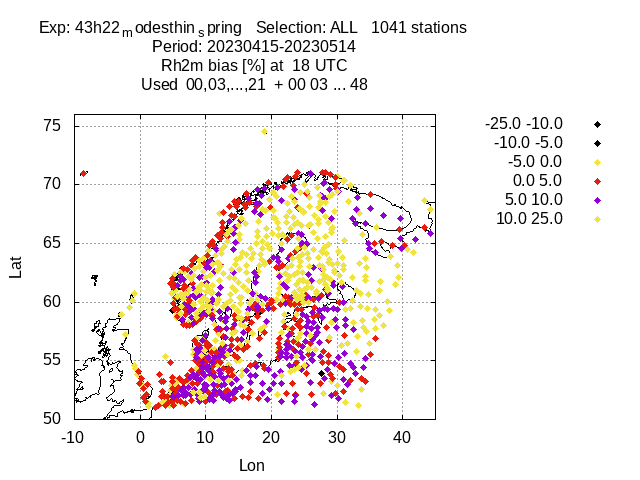 Exp: 43h22modesthinspring   Selection: ALL   1041 stations
Period: 20230415-20230514
Rh2m bias [%] at  18 UTC
Used  00,03,...,21  + 00 03 ... 48
-25.0 -10.0
-10.0 -5.0
-5.0 0.0
0.0 5.0
5.0 10.0
10.0 25.0
75
70
65
60
55
50
Lat
-10 0 10 20 30 40
Lon